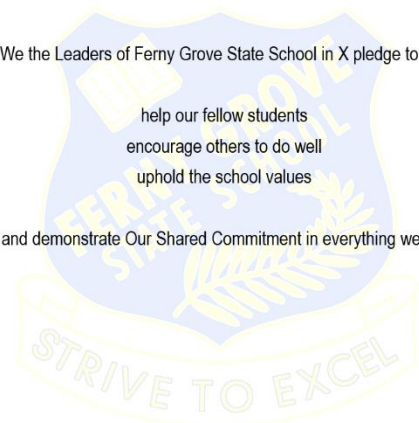 We the Leaders of Ferny Grove State School in X pledge to
help our fellow students
encourage others to do well
uphold the school values
and demonstrate Our Shared Commitment in everything we
FERNY GROVE
STATE SCHOOL
STRIVE TO EXCEL